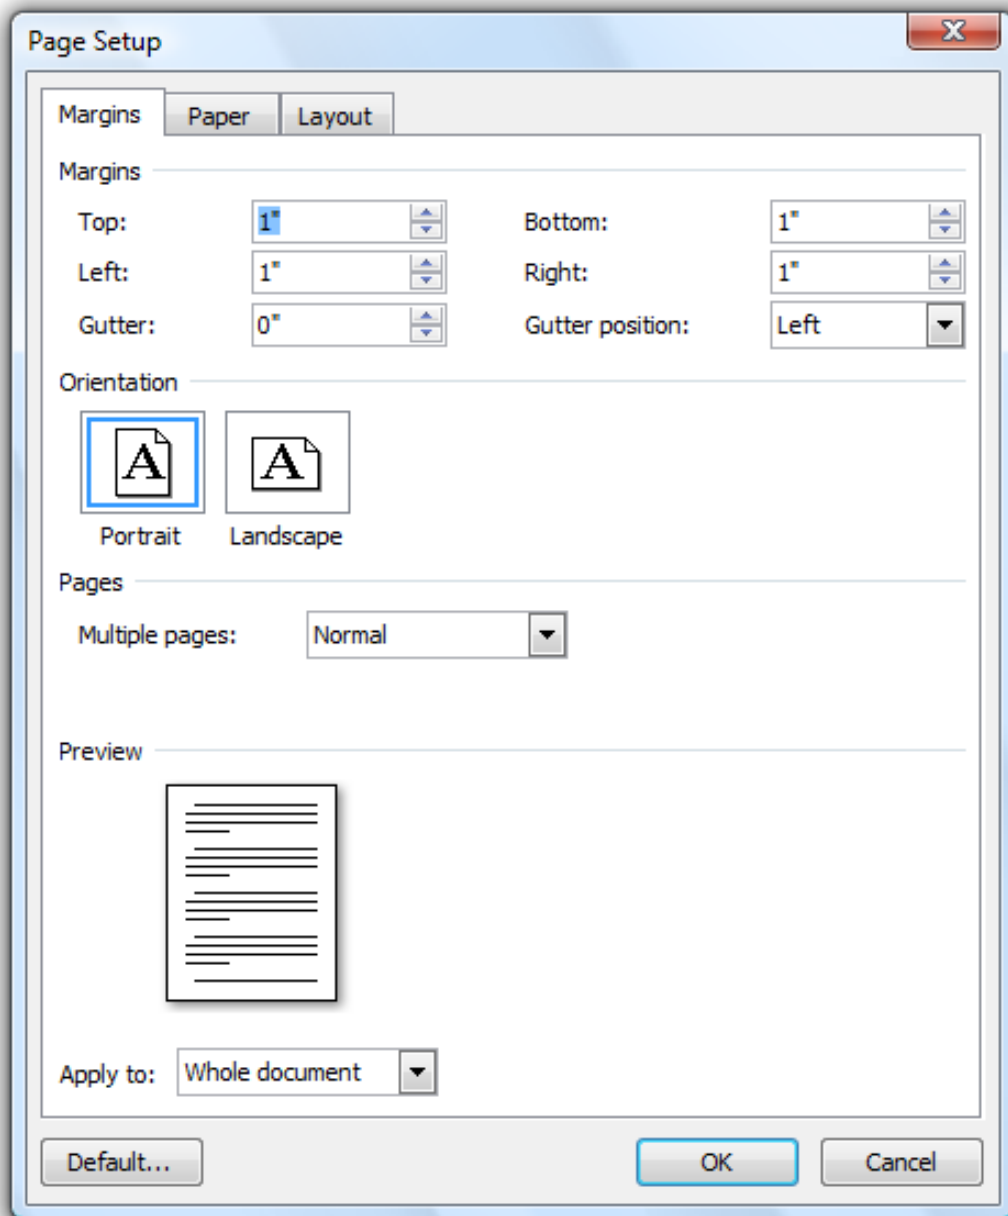 Page Setup
Margins Paper Layout
Margins
Top: 1" Bottom: 1"
Left: 1" Right: 1"
Gutter: 0" Gutter position: Left
Orientation
A A
Portrait Landscape
Pages
Multiple pages: Normal
Preview
Apply to: Whole document
Default... OK Cancel